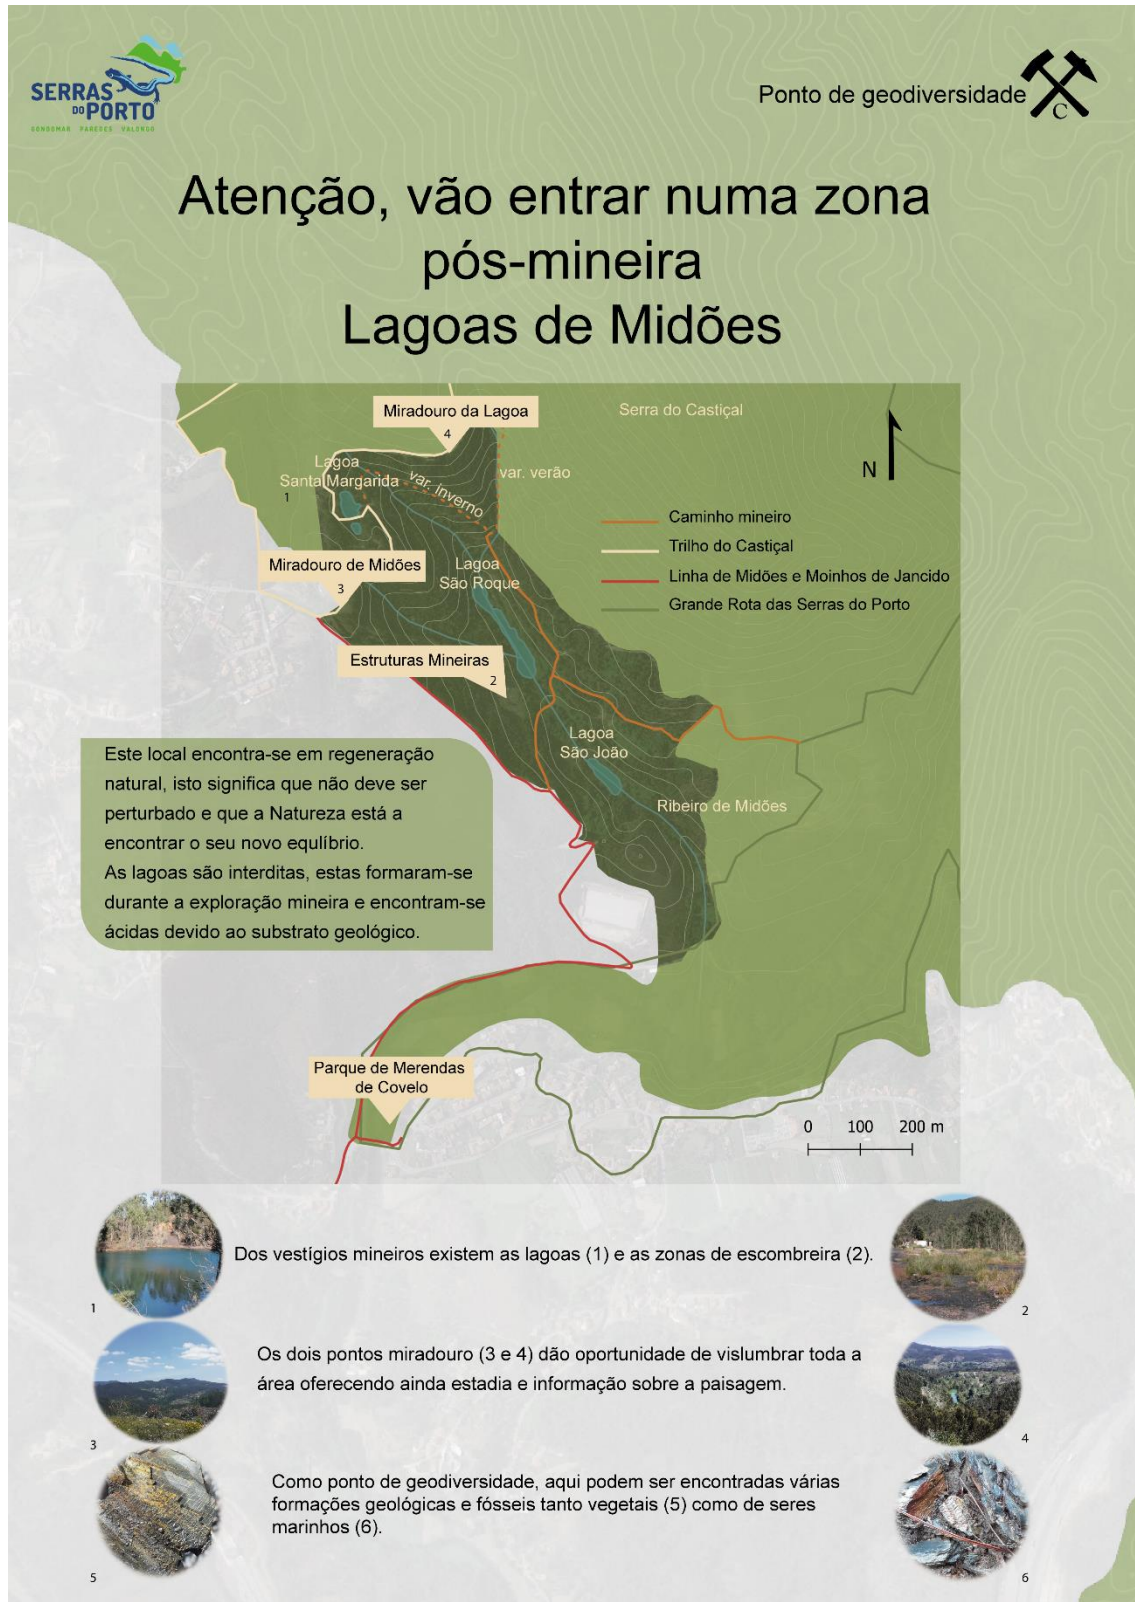 SERRAS
DO PORTO
GONDOMAR PAREDES VALONGO
Ponto de geodiversidade
C
Atenção, vão entrar numa zona
pós-mineira
Lagoas de Midões
Miradouro da Lagoa
4
Serra do Castiçal
N
Lagoa
Santa Margarida
1
var. inverno
var. verão
Caminho mineiro
Trilho do Castiçal
Linha de Midões e Moinhos de Jancido
Grande Rota das Serras do Porto
Miradouro de Midões
3
Lagoa
São Roque
Estruturas Mineiras
2
Lagoa
São João
Ribeiro de Midões
Este local encontra-se em regeneração
natural, isto significa que não deve ser
perturbado e que a Natureza está a
encontrar o seu novo equlíbrio.
As lagoas são interditas, estas formaram-se
durante a exploração mineira e encontram-se
ácidas devido ao substrato geológico.
Parque de Merendas
de Covelo
0 100 200 m
Dos vestígios mineiros existem as lagoas (1) e as zonas de escombreira (2).
1
2
Os dois pontos miradouro (3 e 4) dão oportunidade de vislumbrar toda a
área oferecendo ainda estadia e informação sobre a paisagem.
3
4
Como ponto de geodiversidade, aqui podem ser encontradas várias
formações geológicas e fósseis tanto vegetais (5) como de seres
marinhos (6).
5
6